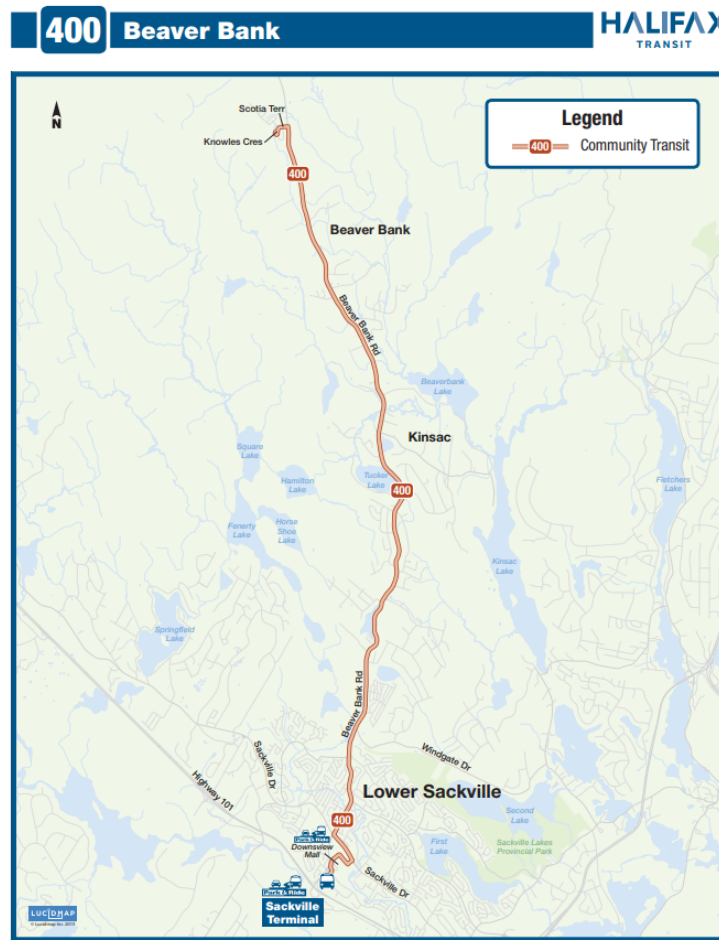 400 Beaver Bank
HALIFAX
TRANSIT
N
Scotia Terr
Knowles Cres
Legend
400 Community Transit
400
Beaver Bank
Beaver Bank Rd
Beaverbank
Lake
Kinsac
Square
Lake
Hamilton
Lake
Tucker
Lake
400
Fletchers
Lake
Fenerty
Lake
Horse
Shoe
Lake
Kinsac
Lake
Springfield
Lake
Beaver Bank Rd
Sackville Dr
Windgate Dr
Highway 101
Lower Sackville
400
Second
Lake
First
Lake
Sackville Lakes
Provincial Park
Park & Ride
Downsview
Mall
Sackville Dr
Park & Ride
Sackville
Terminal
LUCIDMAP